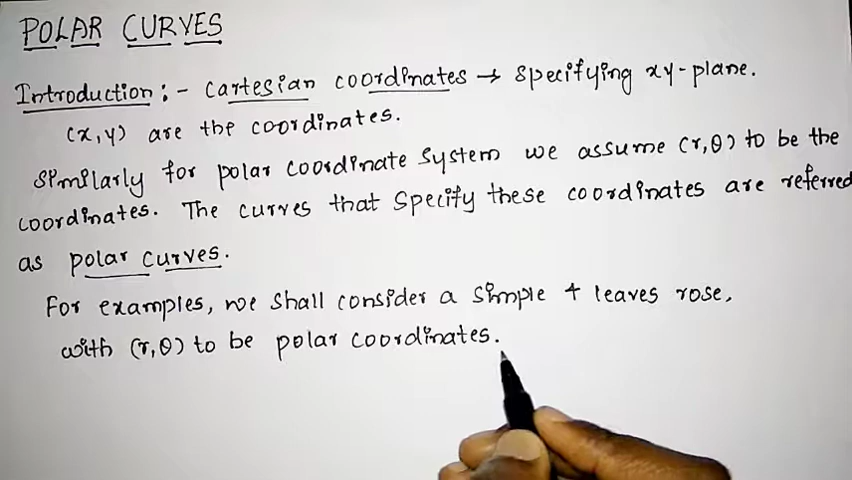 POLAR CURVES
Introduction :- Cartesian coordinates → Specifying xy-plane.
(x,y) are the coordinates.
Similarly for polar coordinate System we assume (r,θ) to be the
coordinates. The curves that Specify these coordinates are referred
as polar curves.
For examples, we shall consider a simple 4 leaves rose,
with (r,θ) to be polar coordinates.